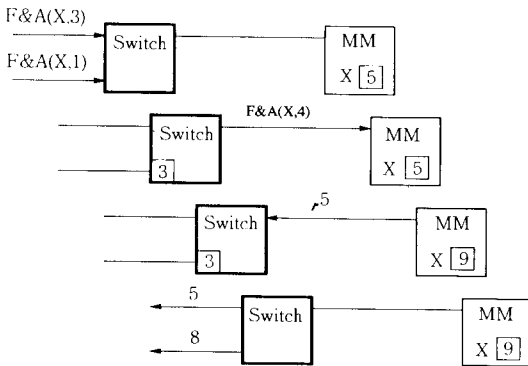 F&A(X,3)
F&A(X,1)
Switch
MM
X 5
F&A(X,4)
Switch
3
MM
X 5
5
Switch
3
MM
X 9
5
8
Switch
MM
X 9